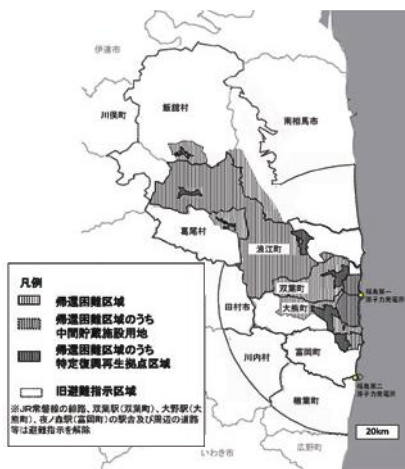 伊達市
飯舘村
川俣町
南相馬市
葛尾村
浪江町
双葉町
福島第一
原子力発電所
田村市
大熊町
川内村
富岡町
福島第二
原子力発電所
楢葉町
いわき市
広野町
20km
凡例
帰還困難区域
帰還困難区域のうち
中間貯蔵施設用地
帰還困難区域のうち
特定復興再生拠点区域
旧避難指示区域
※JR常磐線の線路、双葉駅(双葉町)、大野駅(大
熊町)、夜ノ森駅(富岡町)の駅舎及び周辺の道路
等は避難指示を解除